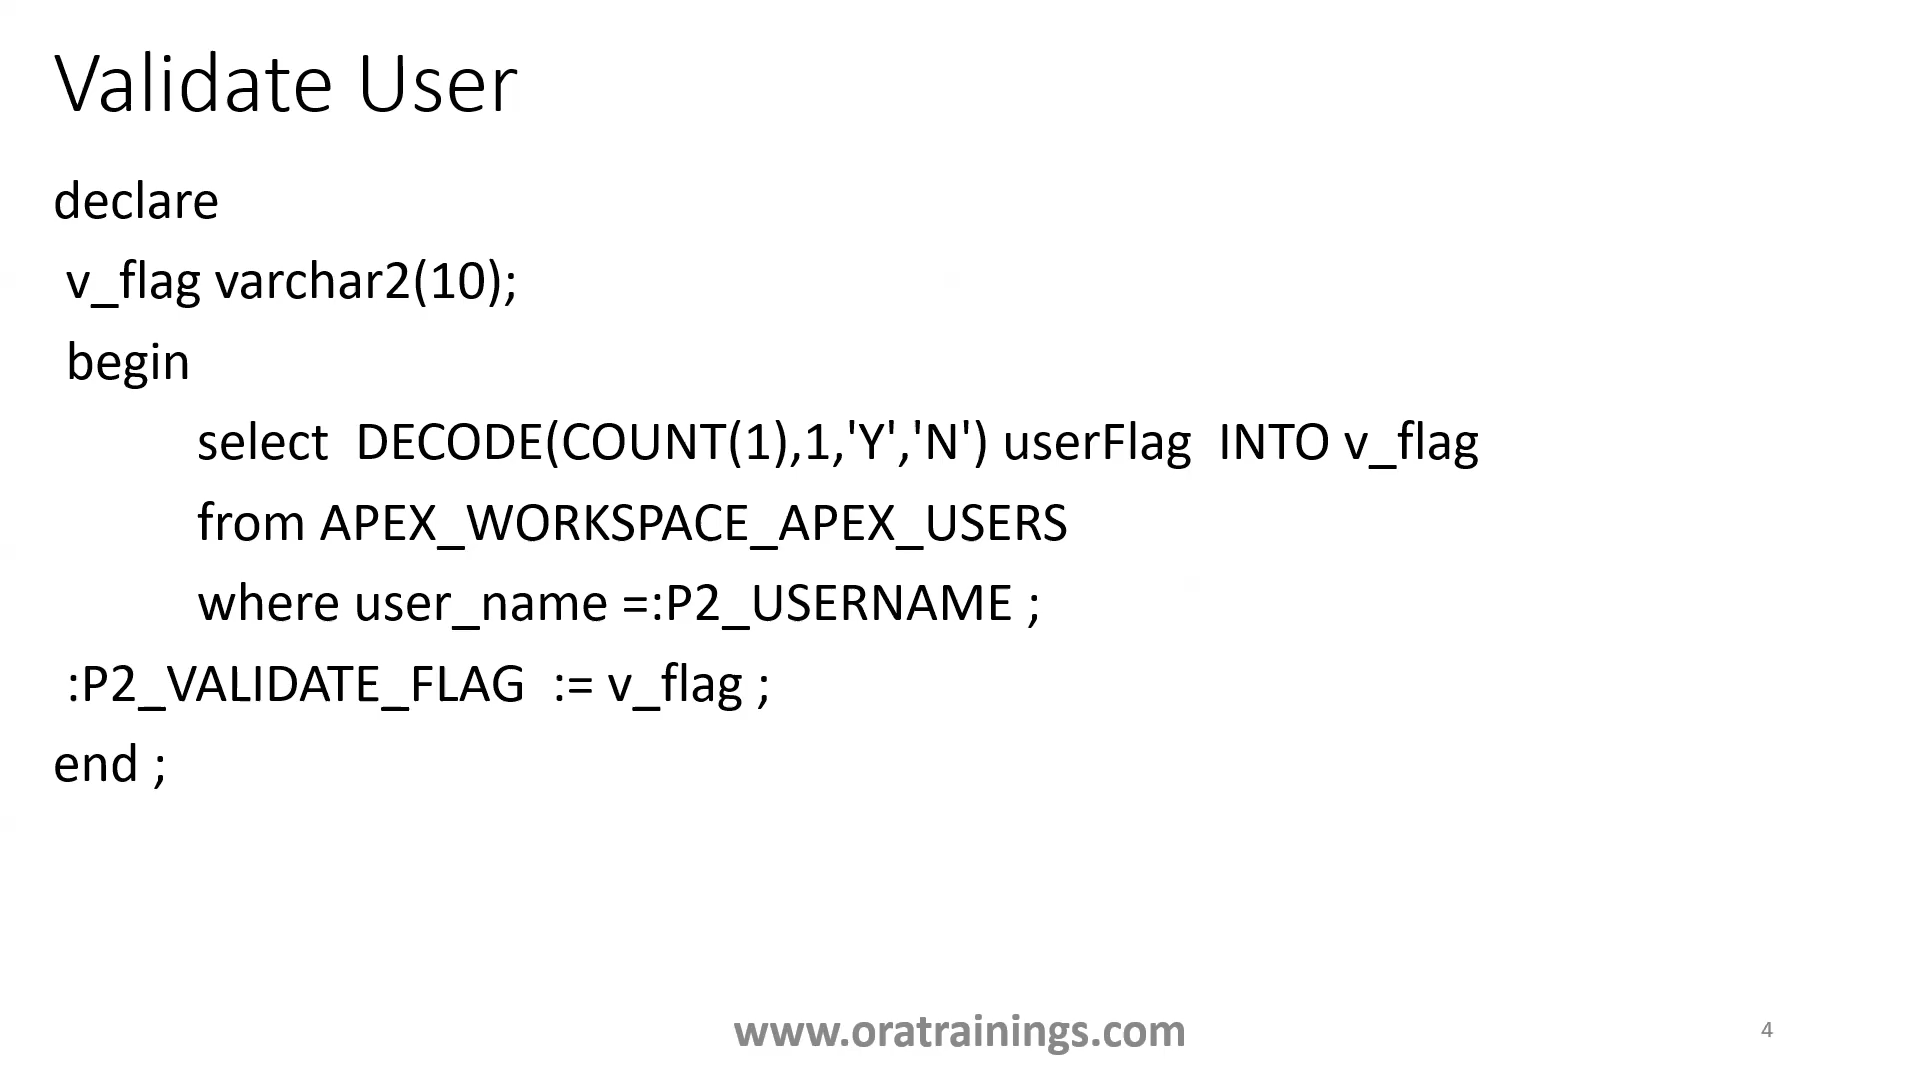 Validate User
declare
v_flag varchar2(10);
begin
select  DECODE(COUNT(1),1,'Y','N') userFlag  INTO v_flag
from APEX_WORKSPACE_APEX_USERS
where user_name =:P2_USERNAME ;
:P2_VALIDATE_FLAG  := v_flag ;
end ;
www.oratrainings.com
4